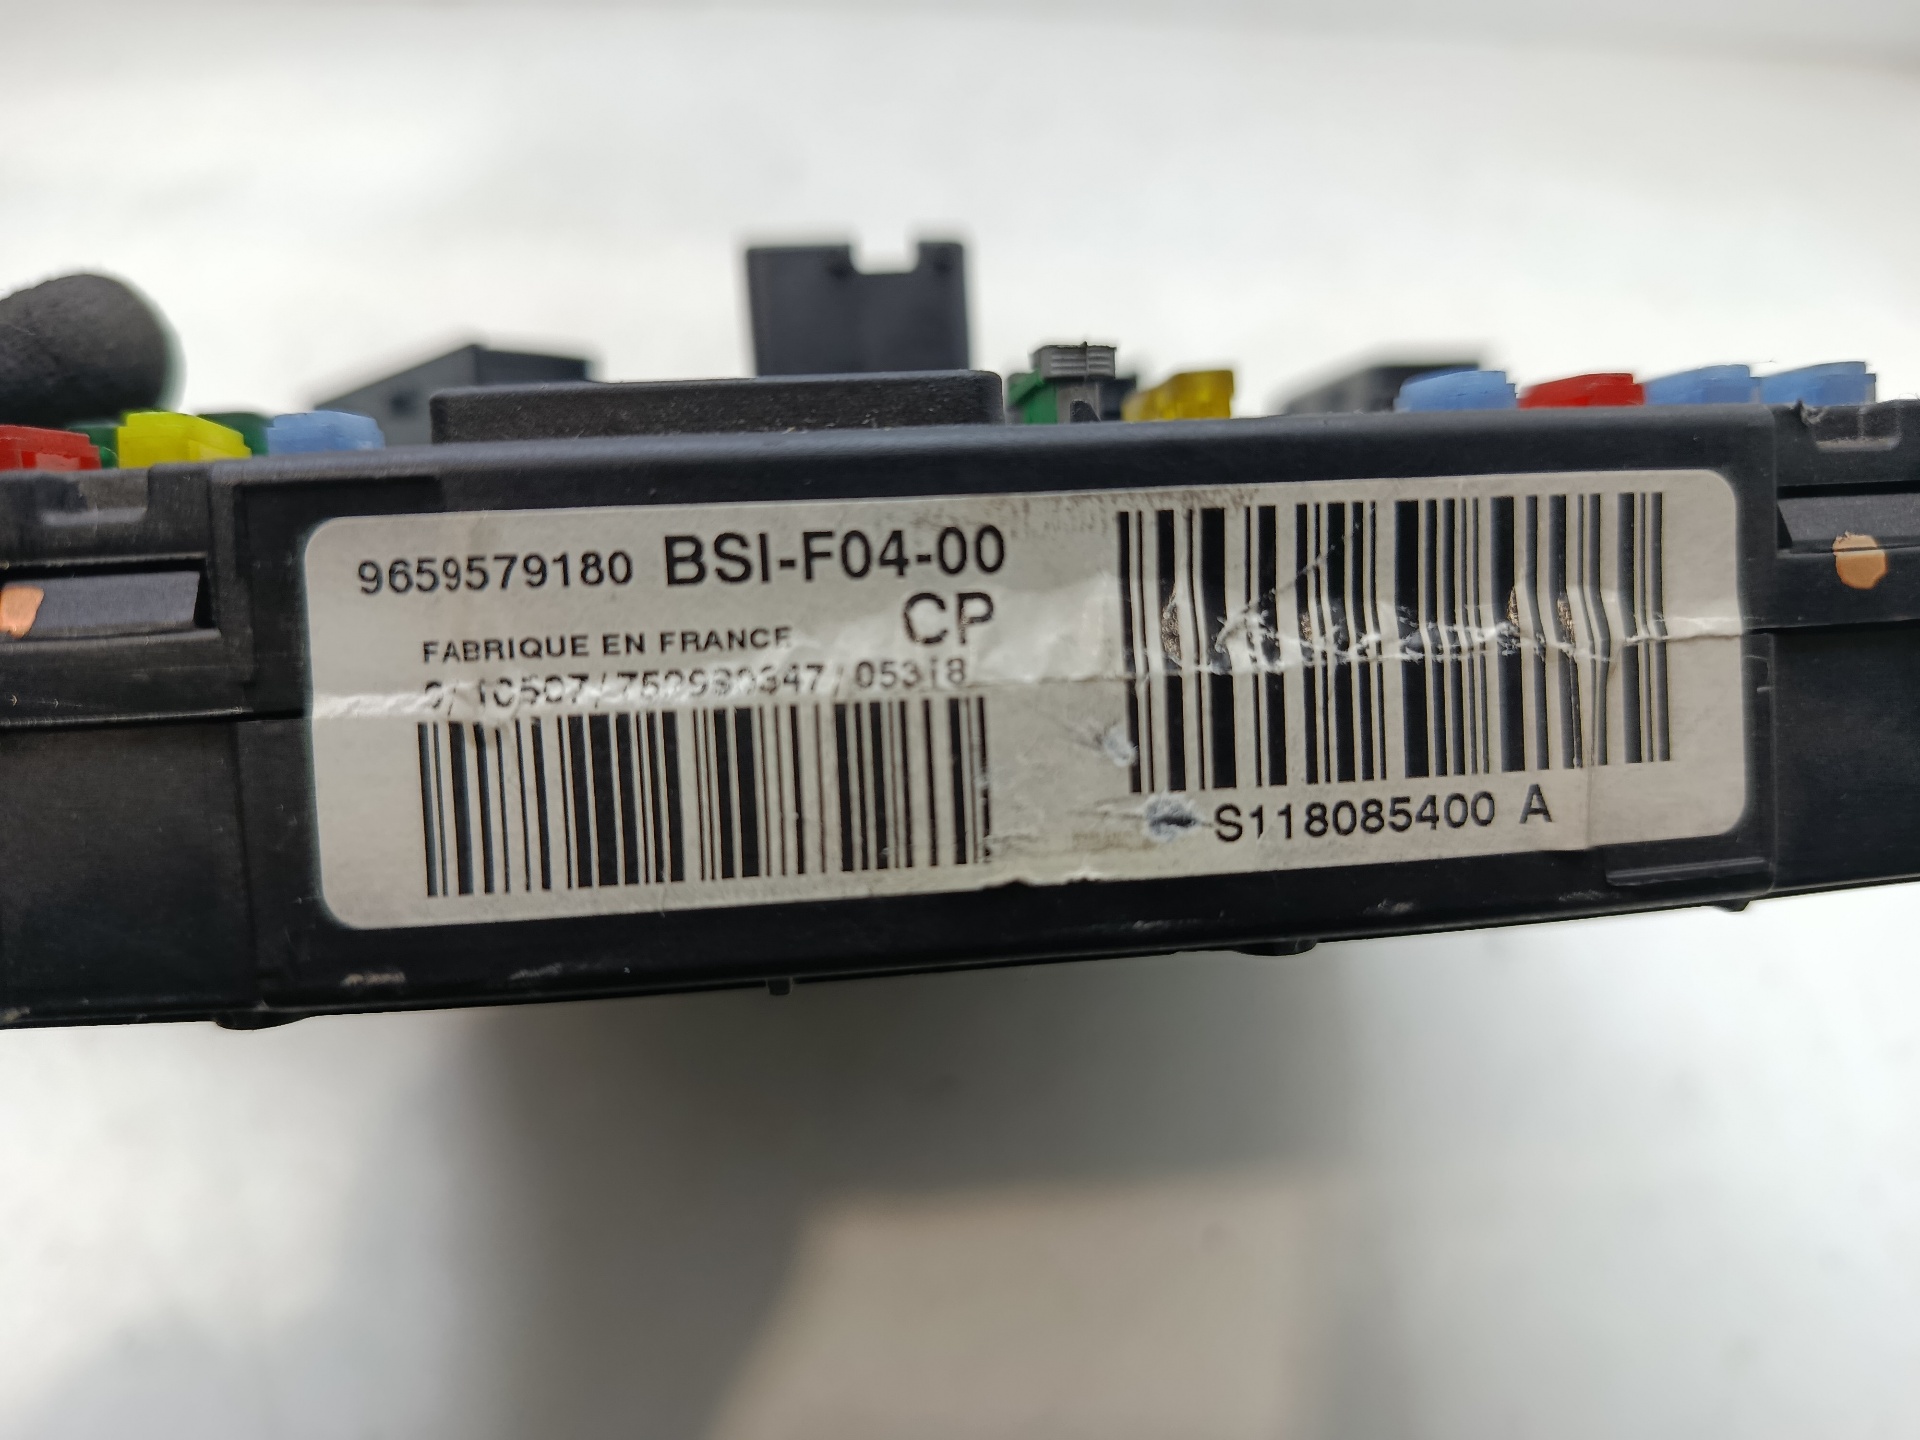 9659579180 BSI-F04-00
CP
FABRIQUE EN FRANCE
S118085400 A